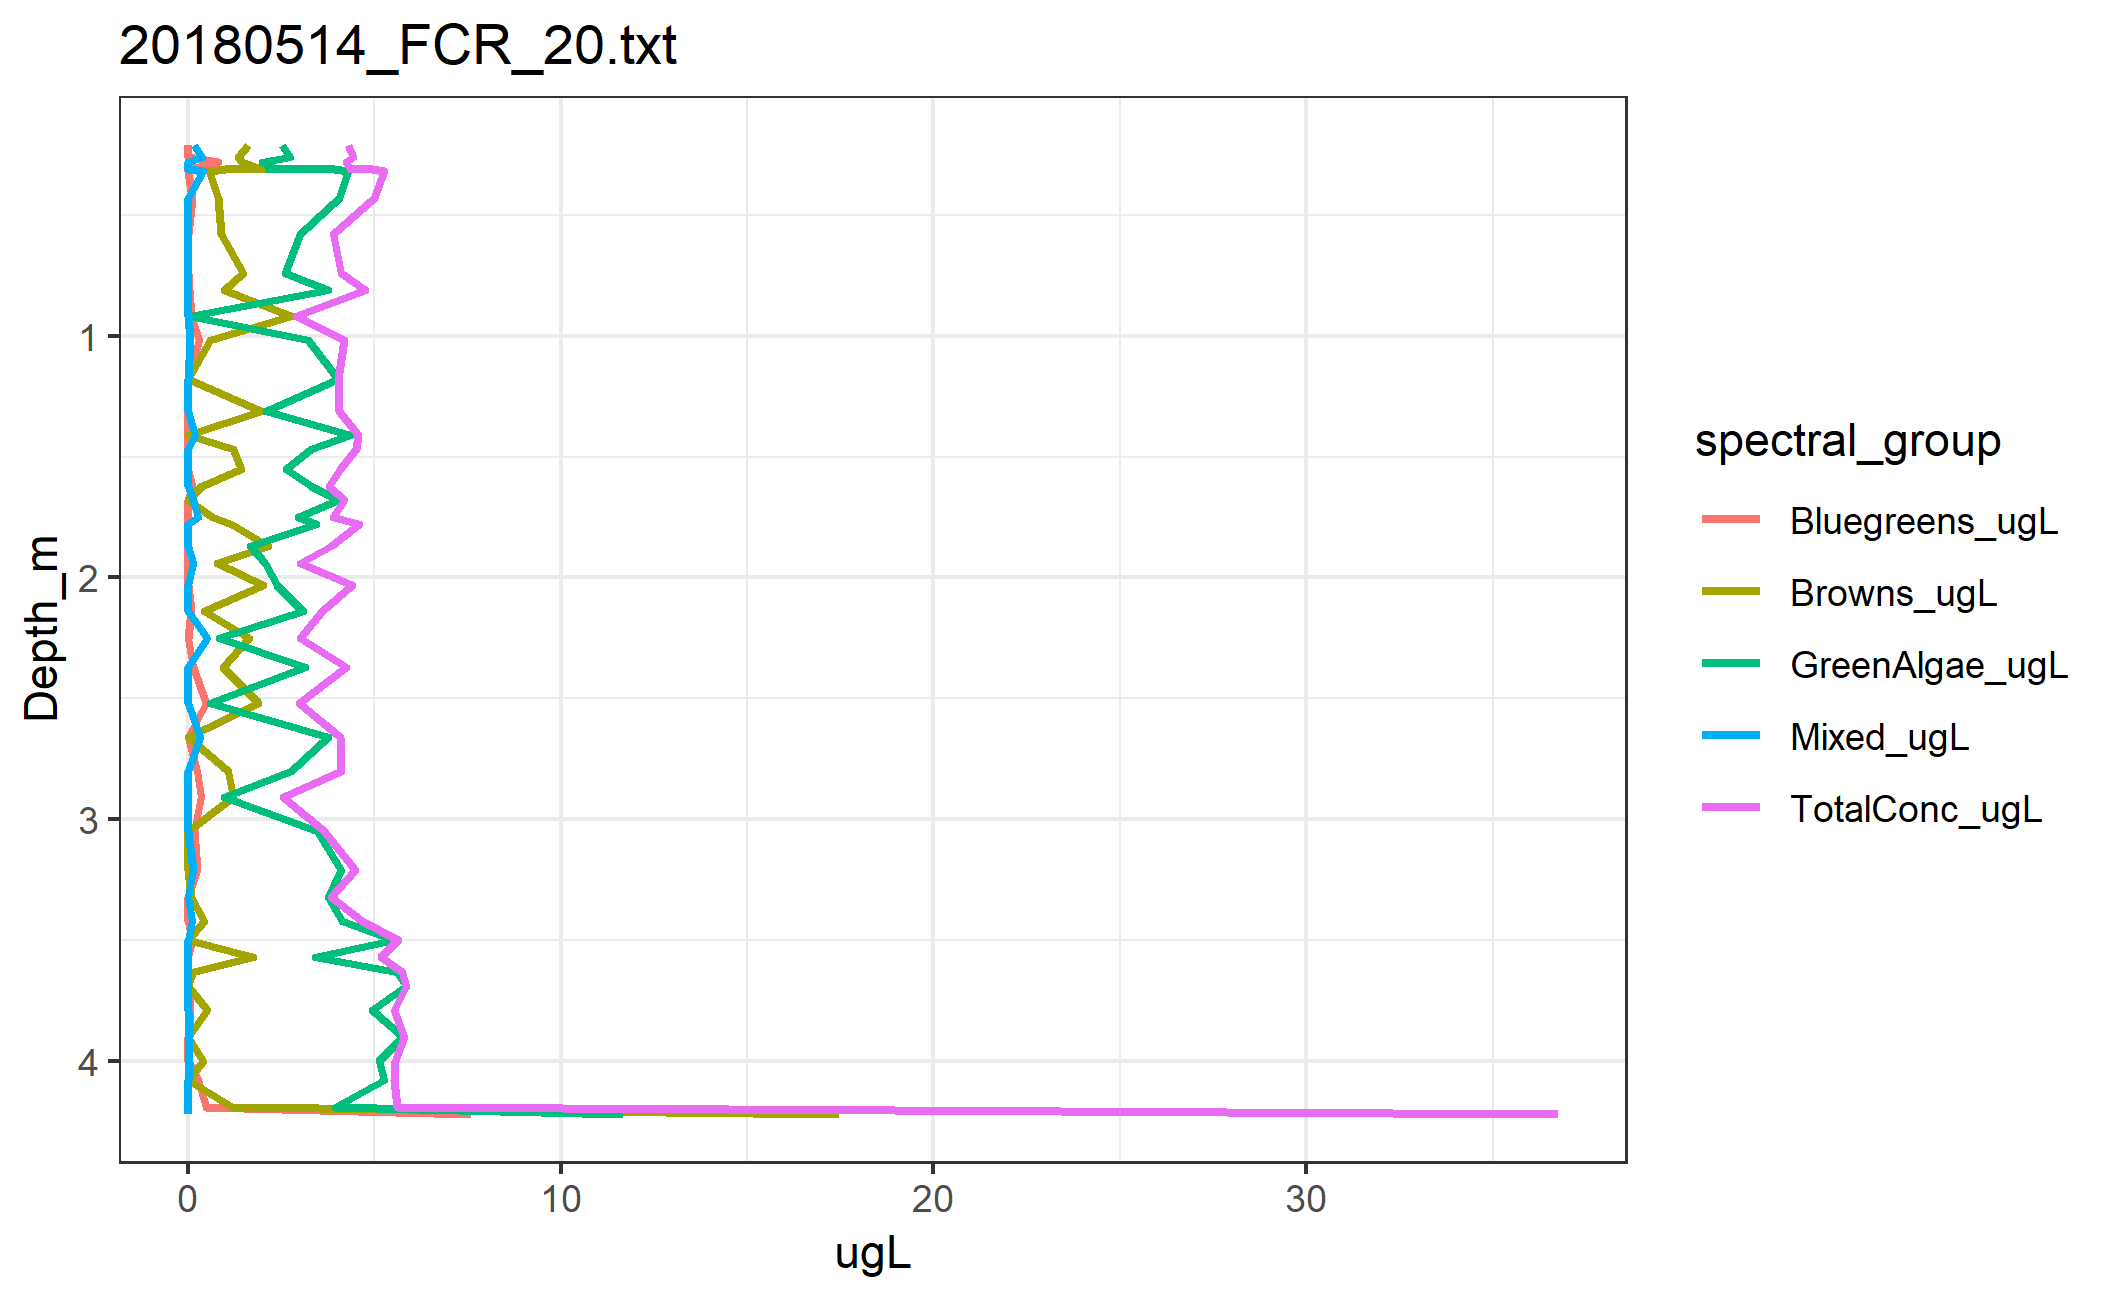 20180514_FCR_20.txt
Depth_m
1
2
3
4
0 10 20 30
ugL
spectral_group
Bluegreens_ugL
Browns_ugL
GreenAlgae_ugL
Mixed_ugL
TotalConc_ugL